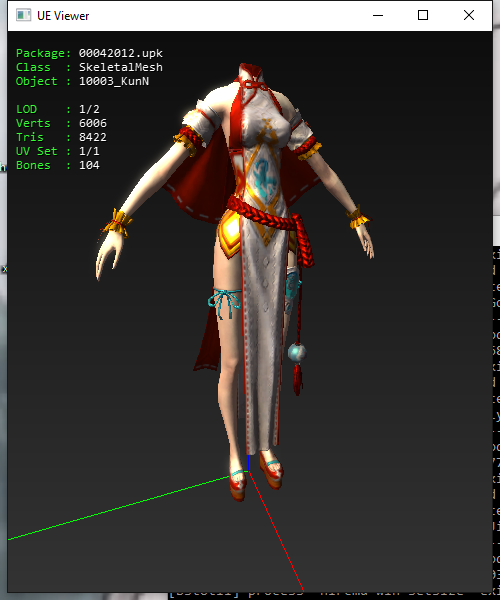 UE Viewer
Package: 00042012.upk
Class : SkeletalMesh
Object : 10003_KunN
LOD : 1/2
Verts : 6006
Tris : 8422
UV Set : 1/1
Bones : 104